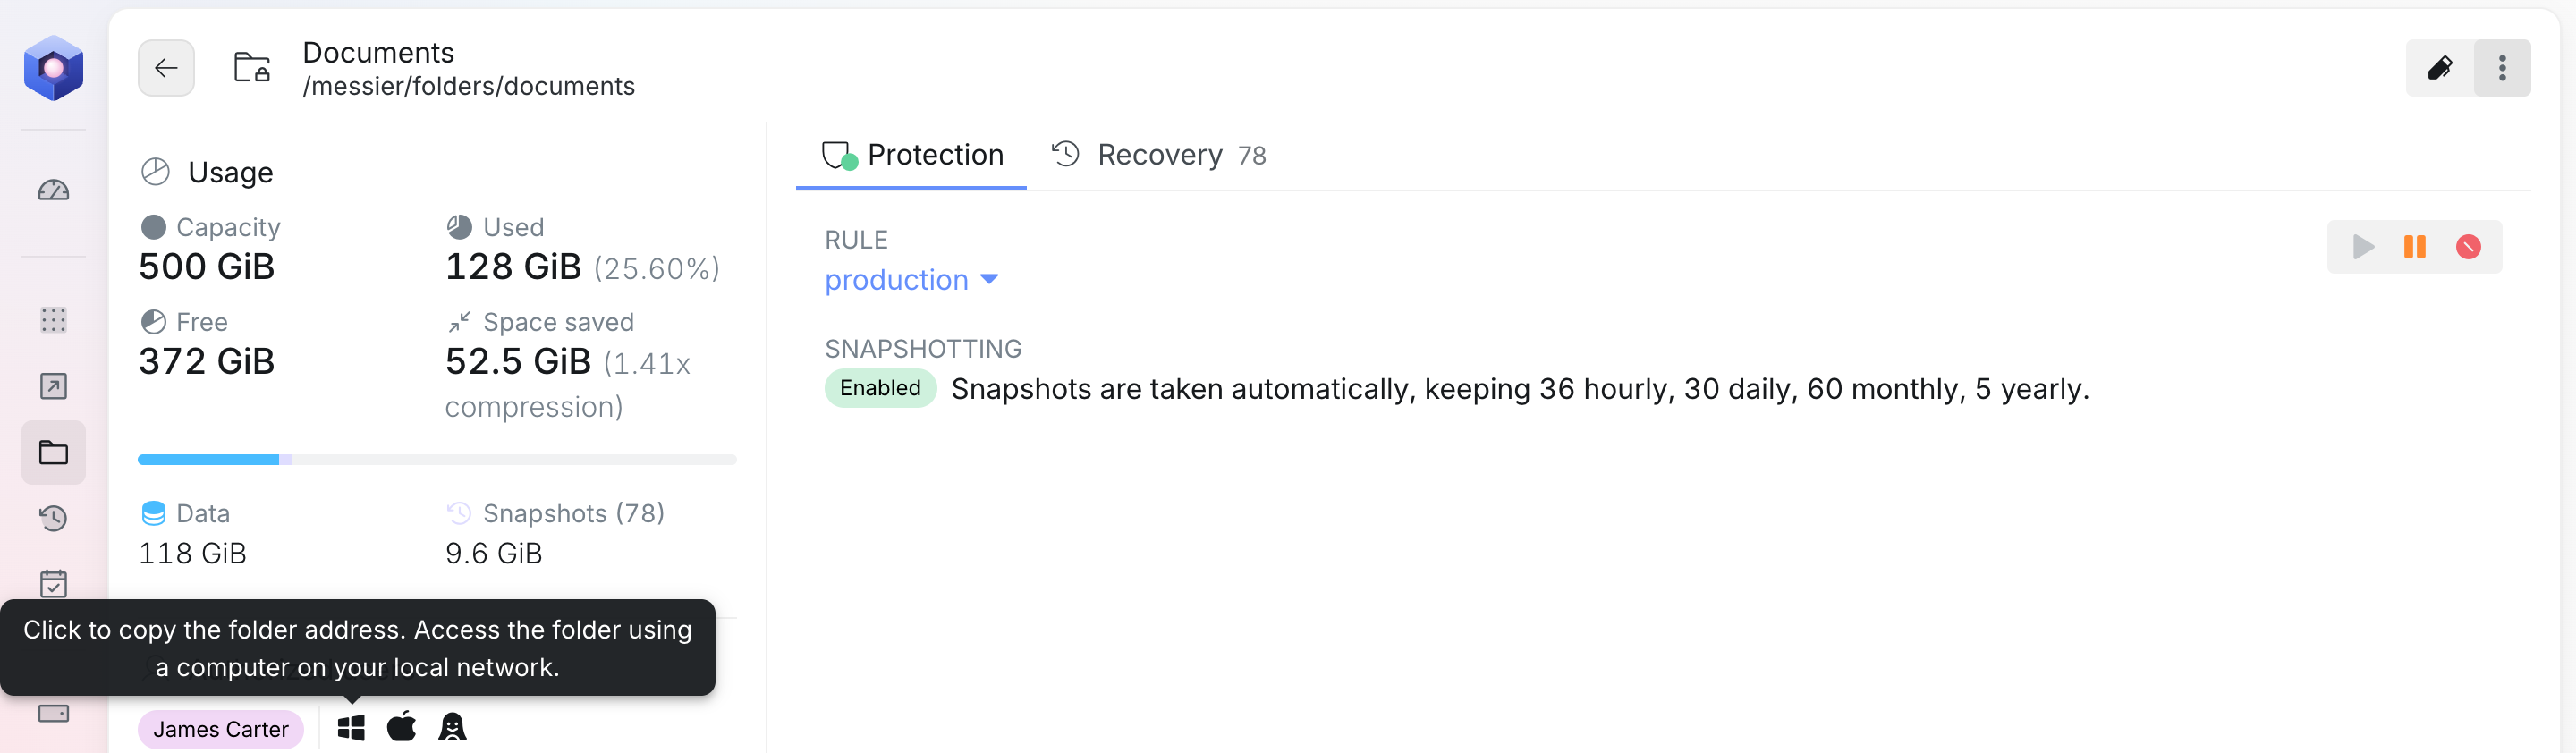 Documents
/messier/folders/documents
Usage
Capacity
500 GiB
Used
128 GiB (25.60%)
Free
372 GiB
Space saved
52.5 GiB (1.41x
compression)
Data
118 GiB
Snapshots (78)
9.6 GiB
Click to copy the folder address. Access the folder using
a computer on your local network.
James Carter
Protection
Recovery 78
RULE
production
SNAPSHOTTING
Enabled Snapshots are taken automatically, keeping 36 hourly, 30 daily, 60 monthly, 5 yearly.